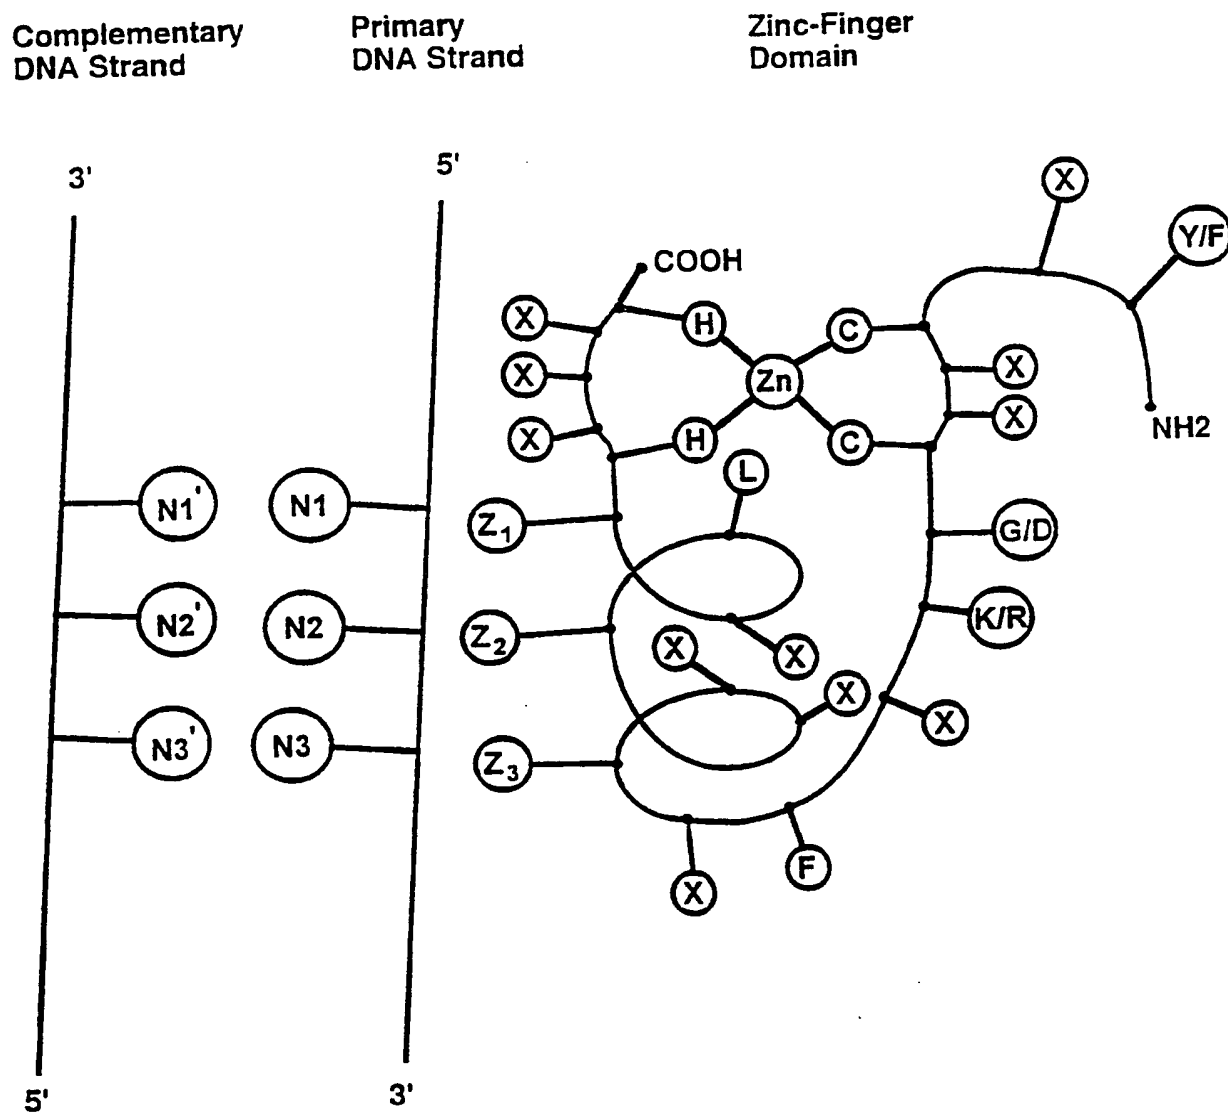 Complementary
DNA Strand
Primary
DNA Strand
Zinc-Finger
Domain
3'
5'
X
Y/F
COOH
X
H
C
Zn
X
X
X
X
H
C
NH2
L
N1'
N1
Z1
G/D
N2'
N2
Z2
K/R
X
X
X
X
N3'
N3
Z3
F
X
5'
3'